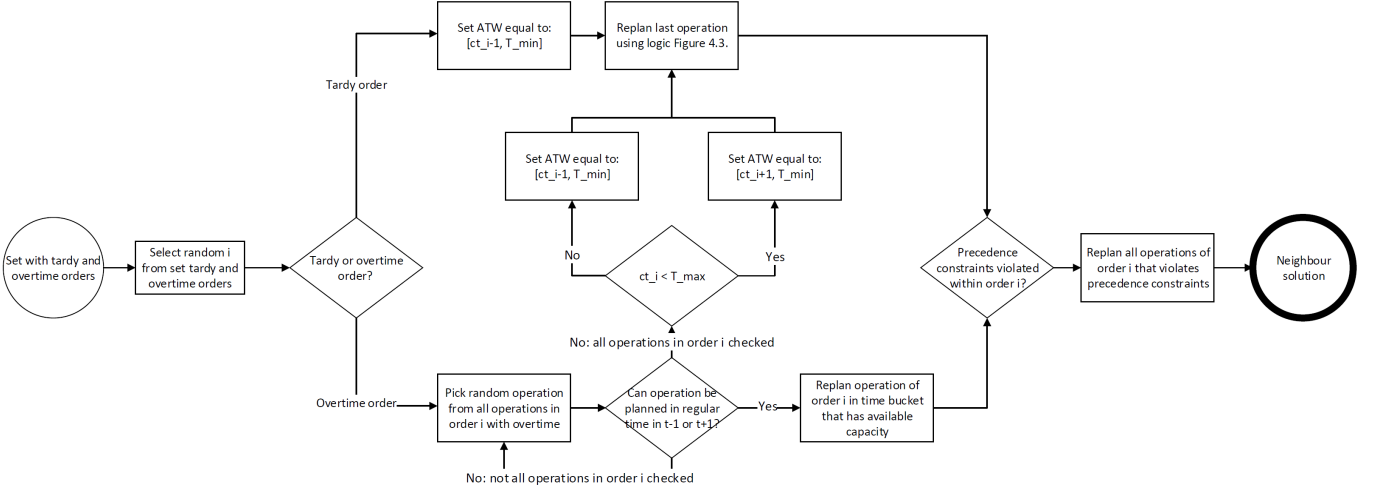 Set with tardy and
overtime orders
Select random i
from set tardy and
overtime orders
Tardy or overtime
order?
Tardy order
Set ATW equal to:
[ct_i-1, T_min]
Replan last operation
using logic Figure 4.3.
Set ATW equal to:
[ct_i-1, T_min]
Set ATW equal to:
[ct_i+1, T_min]
No
Yes
ct_i < T_max
No: all operations in order i checked
Overtime order
Pick random operation
from all operations in
order i with overtime
Can operation be
planned in regular
time in t-1 or t+1?
Yes
Replan operation of
order i in time bucket
that has available
capacity
No: not all operations in order i checked
Precedence
constraints violated
within order i?
Replan all operations of
order i that violates
precedence constraints
Neighbour
solution